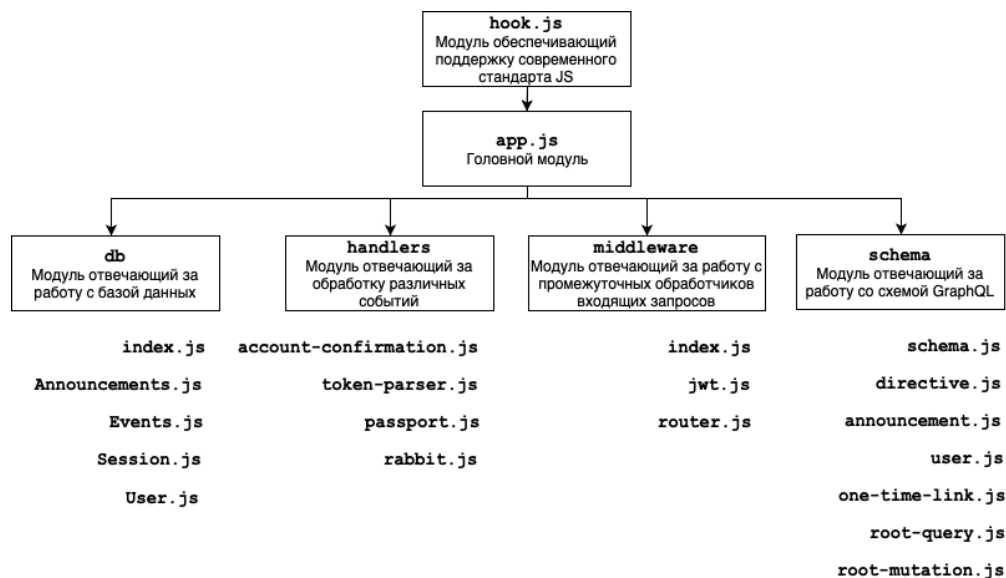 hook.js
Модуль обеспечивающий
поддержку современного
стандарта JS
app.js
Головной модуль
db
Модуль отвечающий за
работу с базой данных
handlers
Модуль отвечающий за
обработку различных
событий
middleware
Модуль отвечающий за работу с
промежуточных обработчиков
входящих запросов
schema
Модуль отвечающий за
работу со схемой GraphQL
index.js
Announcements.js
Events.js
Session.js
User.js
account-confirmation.js
token-parser.js
passport.js
rabbit.js
index.js
jwt.js
router.js
schema.js
directive.js
announcement.js
user.js
one-time-link.js
root-query.js
root-mutation.js